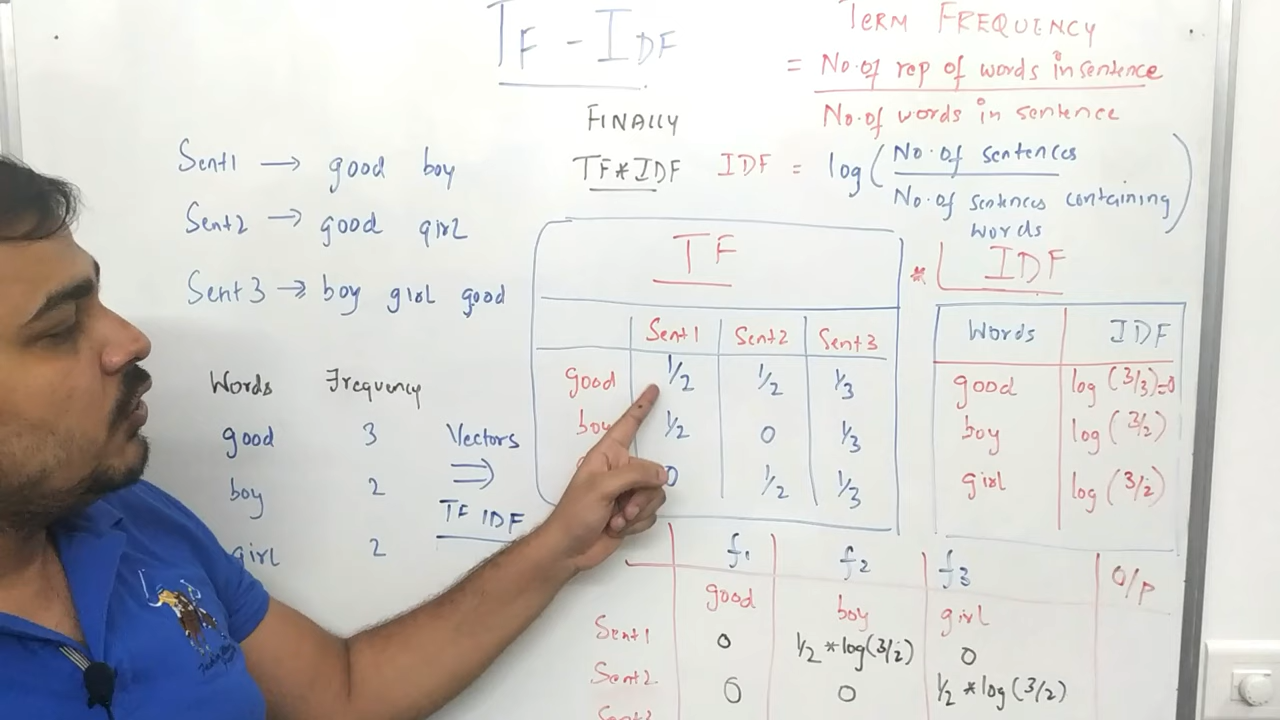 TF - IDF
TERM FREQUENCY
= No. of rep of words in sentence
No. of words in sentence
FINALLY
TF*IDF
IDF = log( No. of sentences
No. of sentences containing
words )
Sent1 → good boy
Sent2 → good girl
Sent3 → boy girl good
Words Frequency
good 3
boy 2
girl 2
Vectors
⇒
TF IDF
TF
Sent1 Sent2 Sent3
good 1/2 1/2 1/3
boy 1/2 0 1/3
0 1/2 1/3
* IDF
Words IDF
good log(3/3)=0
boy log(3/2)
girl log(3/2)
f1 f2 f3 O/P
good boy girl
Sent1 0 1/2*log(3/2) 0
Sent2 0 0 1/2*log(3/2)
Sent3